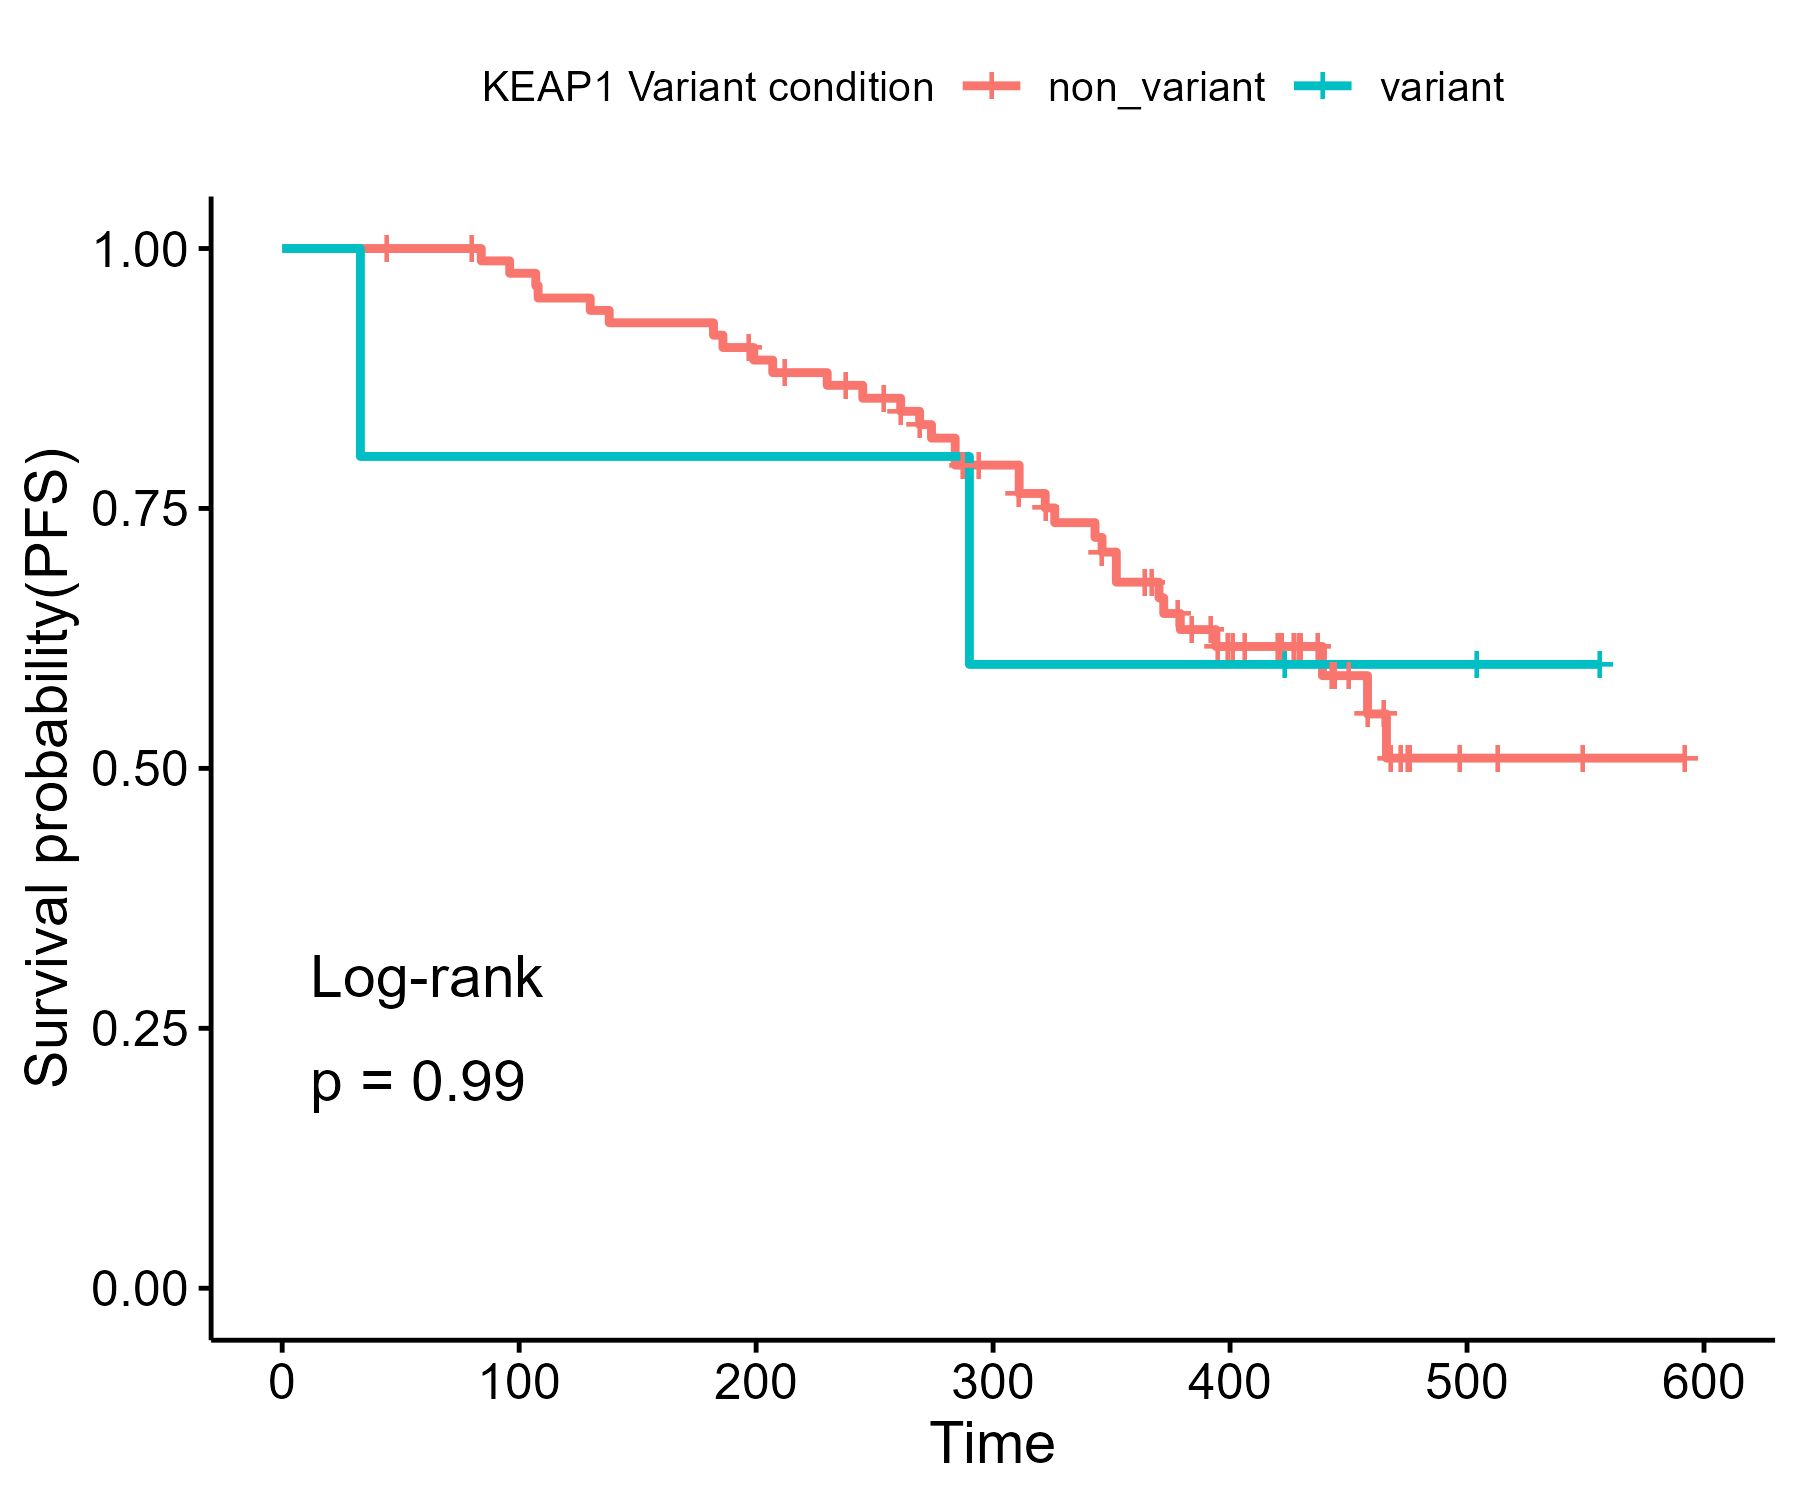 KEAP1 Variant condition non_variant variant
Survival probability(PFS)
1.00
0.75
0.50
0.25
0.00
Log-rank
p = 0.99
0 100 200 300 400 500 600
Time